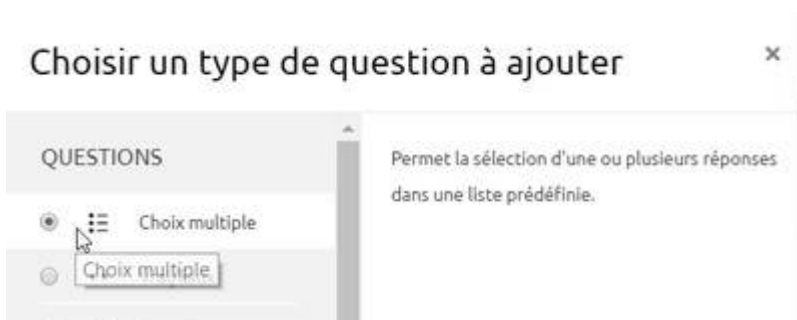 Choisir un type de question à ajouter ×
QUESTIONS
Permet la sélection d'une ou plusieurs réponses
dans une liste prédéfinie.
Choix multiple
Choix multiple